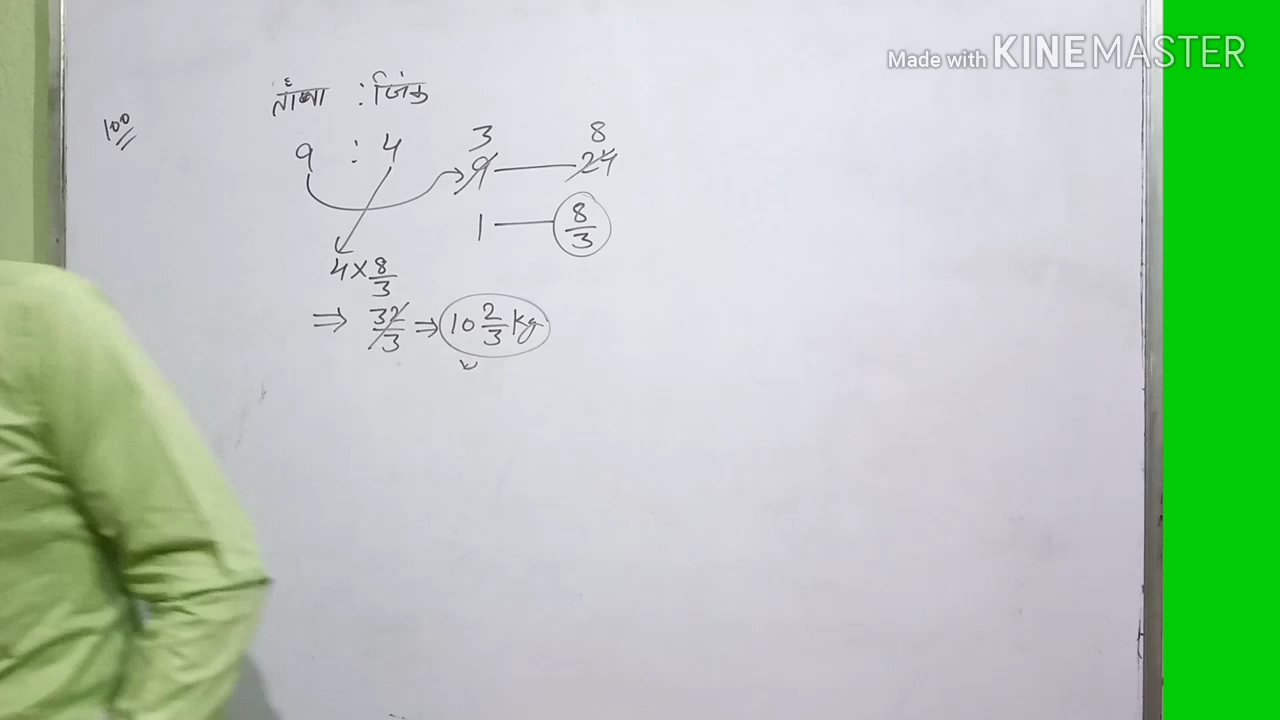 Made with KINEMASTER
ताँबा : जिंक
100
9 : 4
3 8
9 — 24
1 — 8/3
4 × 8/3
⇒ 32/3 ⇒ 10 2/3 kg